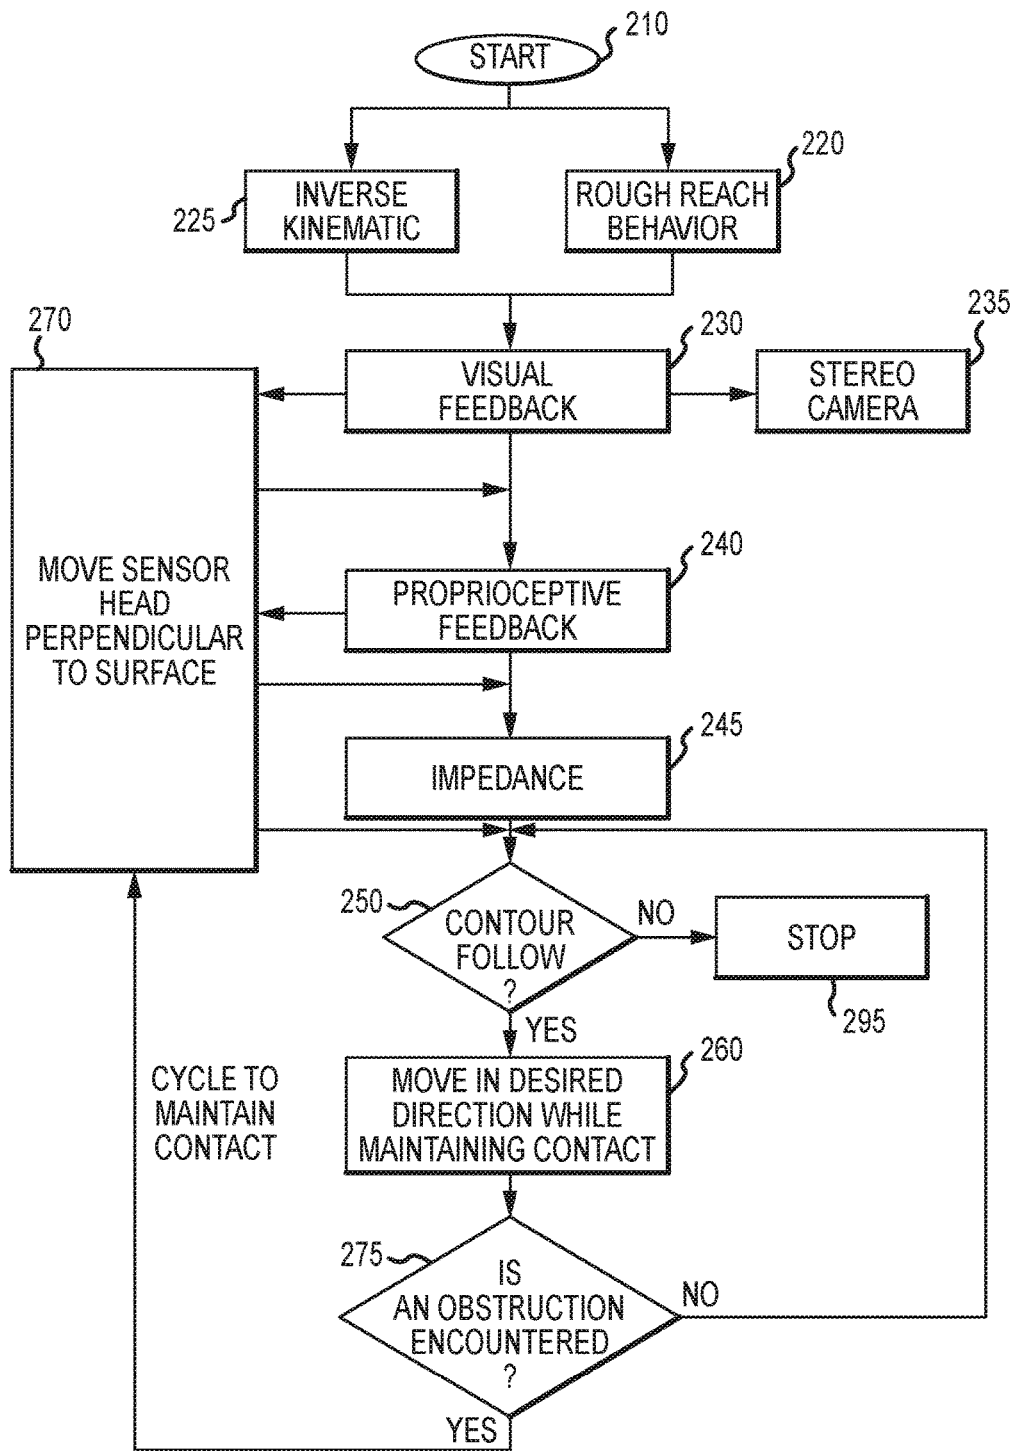 210
START
220
INVERSE
KINEMATIC
225
ROUGH REACH
BEHAVIOR
270
230
235
VISUAL
FEEDBACK
STEREO
CAMERA
240
MOVE SENSOR
HEAD
PERPENDICULAR
TO SURFACE
PROPRIOCEPTIVE
FEEDBACK
245
IMPEDANCE
250
CONTOUR
FOLLOW
?
NO
STOP
295
YES
260
CYCLE TO
MAINTAIN
CONTACT
MOVE IN DESIRED
DIRECTION WHILE
MAINTAINING CONTACT
275
IS
AN OBSTRUCTION
ENCOUNTERED
?
NO
YES